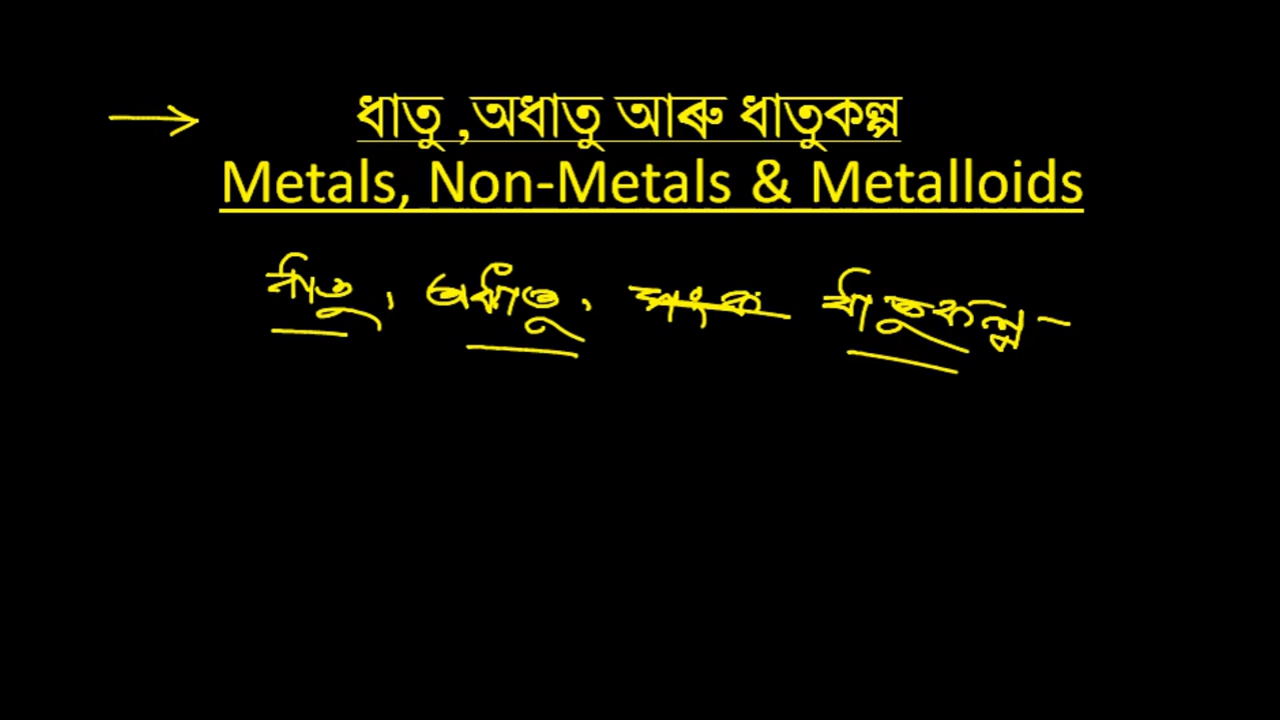 ধাতু ,অধাতু আৰু ধাতুকল্প
Metals, Non-Metals & Metalloids
ধাতু, অধাতু, ধাতুকল্প –